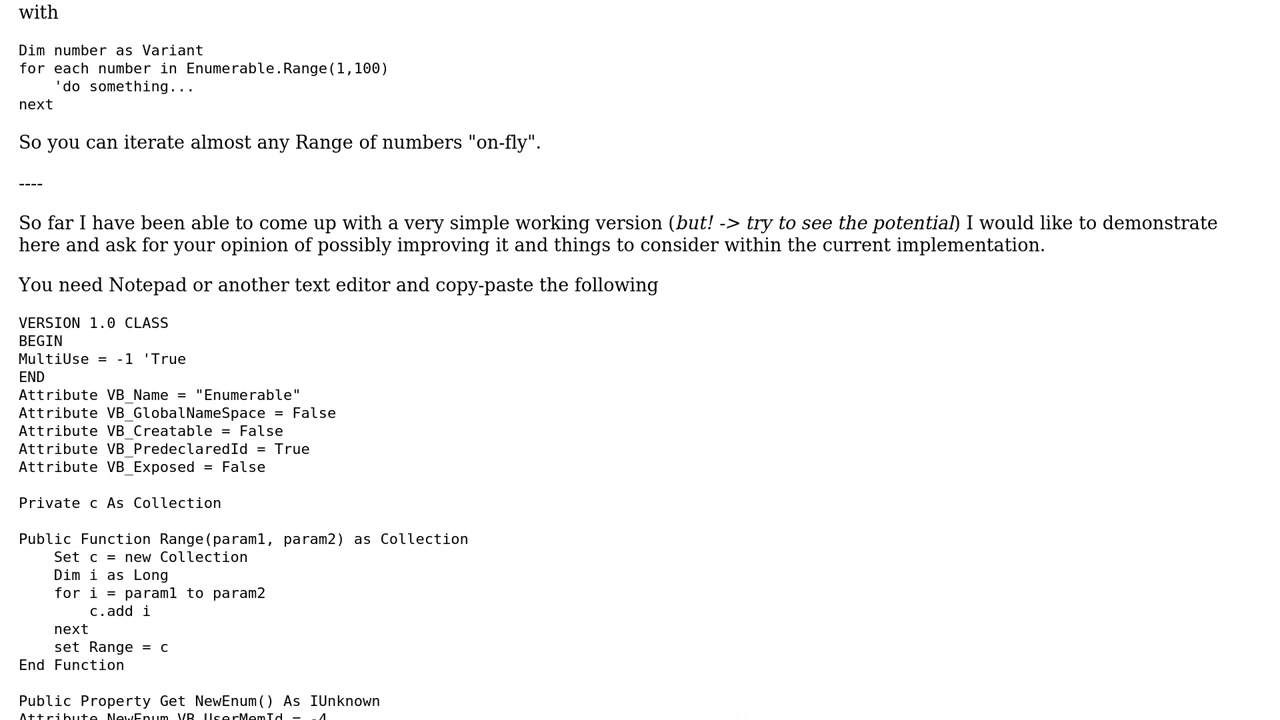 with
Dim number as Variant
for each number in Enumerable.Range(1,100)
    'do something...
next
So you can iterate almost any Range of numbers "on-fly".
----
So far I have been able to come up with a very simple working version (but! -> try to see the potential) I would like to demonstrate
here and ask for your opinion of possibly improving it and things to consider within the current implementation.
You need Notepad or another text editor and copy-paste the following
VERSION 1.0 CLASS
BEGIN
MultiUse = -1 'True
END
Attribute VB_Name = "Enumerable"
Attribute VB_GlobalNameSpace = False
Attribute VB_Creatable = False
Attribute VB_PredeclaredId = True
Attribute VB_Exposed = False
Private c As Collection
Public Function Range(param1, param2) as Collection
    Set c = new Collection
    Dim i as Long
    for i = param1 to param2
        c.add i
    next
    set Range = c
End Function
Public Property Get NewEnum() As IUnknown
Attribute NewEnum.VB_UserMemId = -4